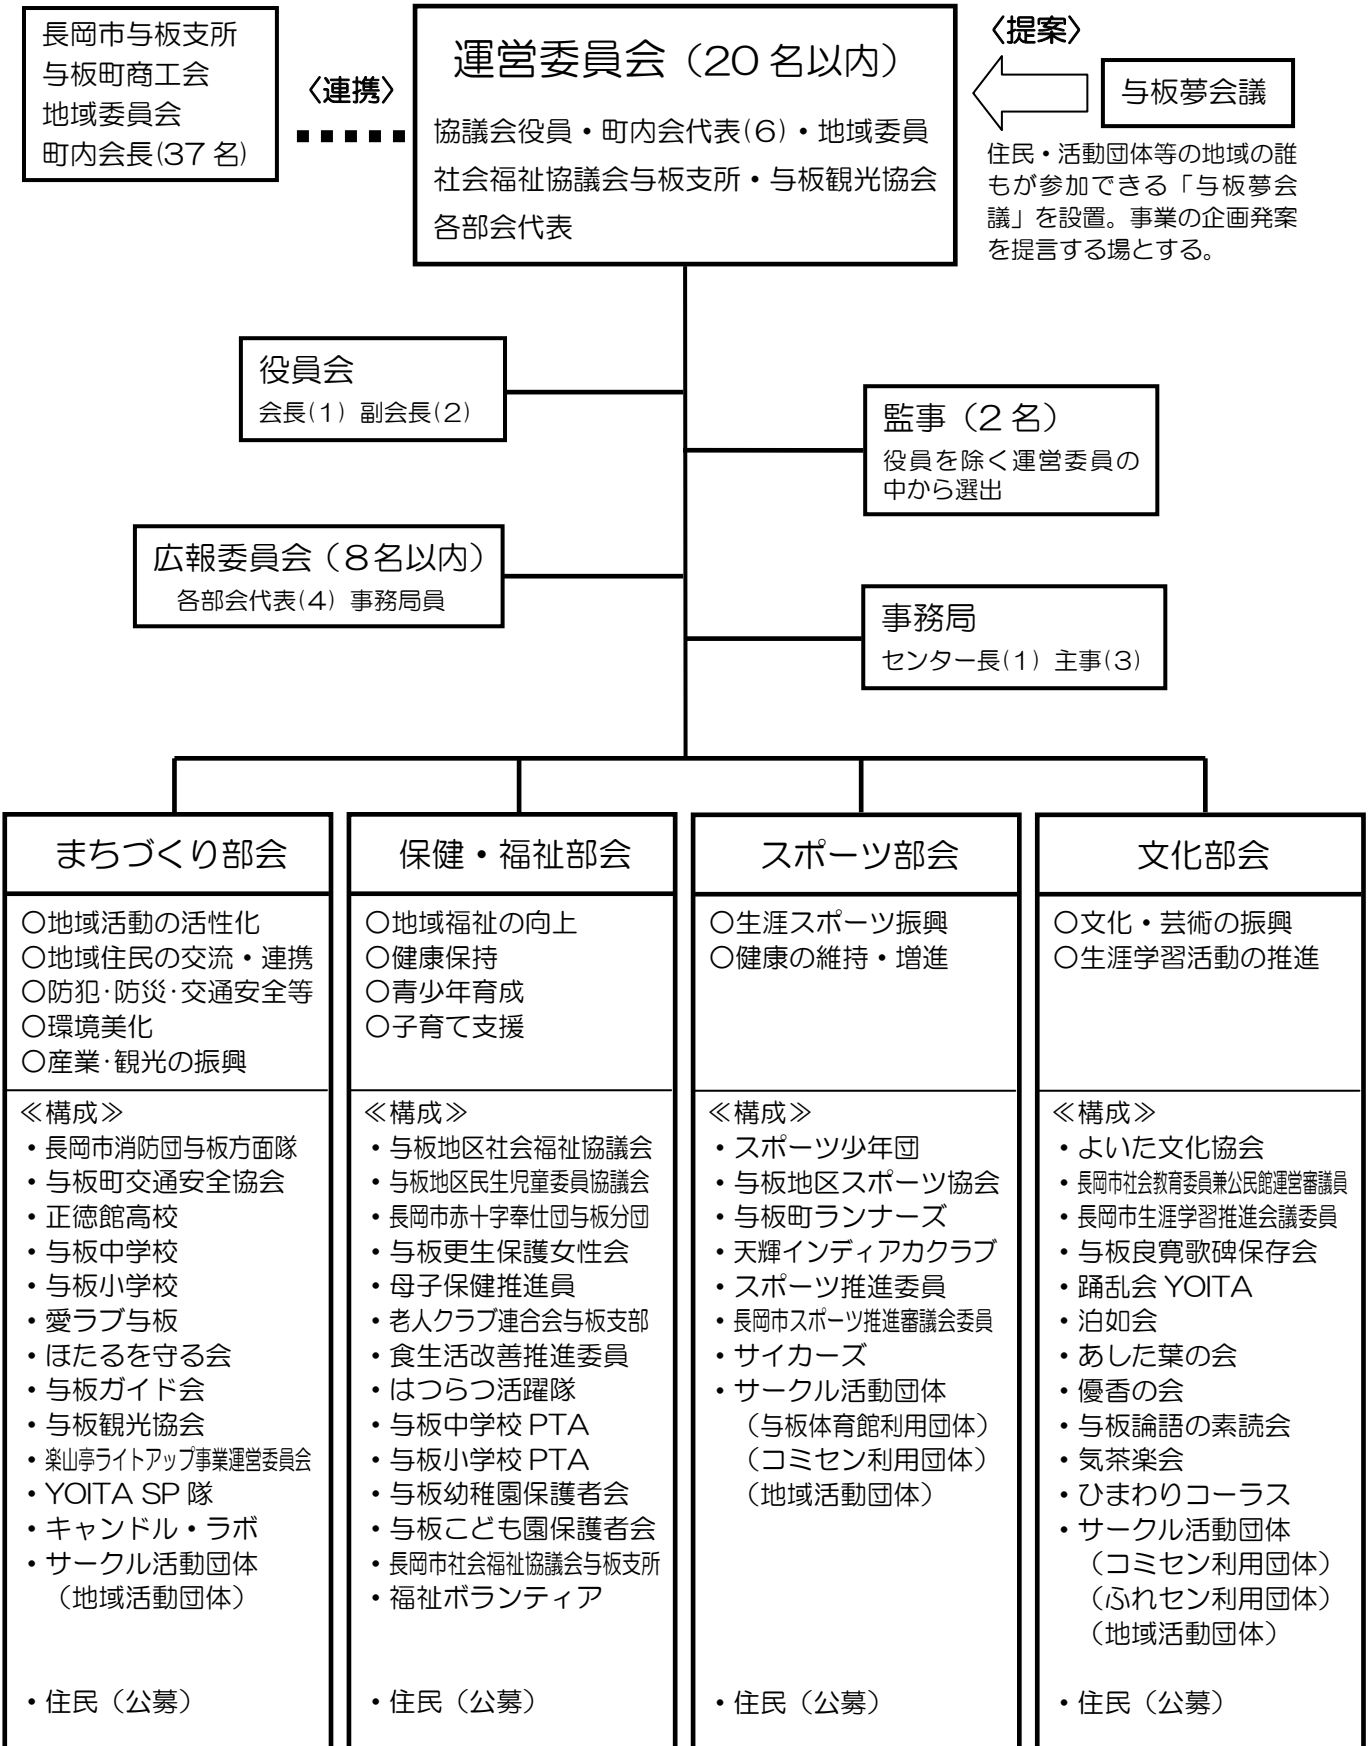 長岡市与板支所
与板町商工会
地域委員会
町内会長(37名)
〈連携〉
運営委員会（20名以内）
協議会役員・町内会代表(6)・地域委員
社会福祉協議会与板支所・与板観光協会
各部会代表
〈提案〉
与板夢会議
住民・活動団体等の地域の誰
もが参加できる「与板夢会
議」を設置。事業の企画発案
を提言する場とする。
役員会
会長(1) 副会長(2)
監事（2名）
役員を除く運営委員の
中から選出
広報委員会（8名以内）
各部会代表(4) 事務局員
事務局
センター長(1) 主事(3)
まちづくり部会
〇地域活動の活性化
〇地域住民の交流・連携
〇防犯･防災･交通安全等
〇環境美化
〇産業･観光の振興
≪構成≫
・長岡市消防団与板方面隊
・与板町交通安全協会
・正徳館高校
・与板中学校
・与板小学校
・愛ラブ与板
・ほたるを守る会
・与板ガイド会
・与板観光協会
・楽山亭ライトアップ事業運営委員会
・YOITA SP隊
・キャンドル・ラボ
・サークル活動団体
（地域活動団体）
・住民（公募）
保健・福祉部会
〇地域福祉の向上
〇健康保持
〇青少年育成
〇子育て支援
≪構成≫
・与板地区社会福祉協議会
・与板地区民生児童委員協議会
・長岡市赤十字奉仕団与板分団
・与板更生保護女性会
・母子保健推進員
・老人クラブ連合会与板支部
・食生活改善推進委員
・はつらつ活躍隊
・与板中学校PTA
・与板小学校PTA
・与板幼稚園保護者会
・与板こども園保護者会
・長岡市社会福祉協議会与板支所
・福祉ボランティア
・住民（公募）
スポーツ部会
〇生涯スポーツ振興
〇健康の維持・増進
≪構成≫
・スポーツ少年団
・与板地区スポーツ協会
・与板町ランナーズ
・天輝インディアカクラブ
・スポーツ推進委員
・長岡市スポーツ推進審議会委員
・サイカーズ
・サークル活動団体
（与板体育館利用団体）
（コミセン利用団体）
（地域活動団体）
・住民（公募）
文化部会
〇文化・芸術の振興
〇生涯学習活動の推進
≪構成≫
・よいた文化協会
・長岡市社会教育委員兼公民館運営審議員
・長岡市生涯学習推進会議委員
・与板良寛歌碑保存会
・踊乱会YOITA
・泊如会
・あした葉の会
・優香の会
・与板論語の素読会
・気茶楽会
・ひまわりコーラス
・サークル活動団体
（コミセン利用団体）
（ふれセン利用団体）
（地域活動団体）
・住民（公募）